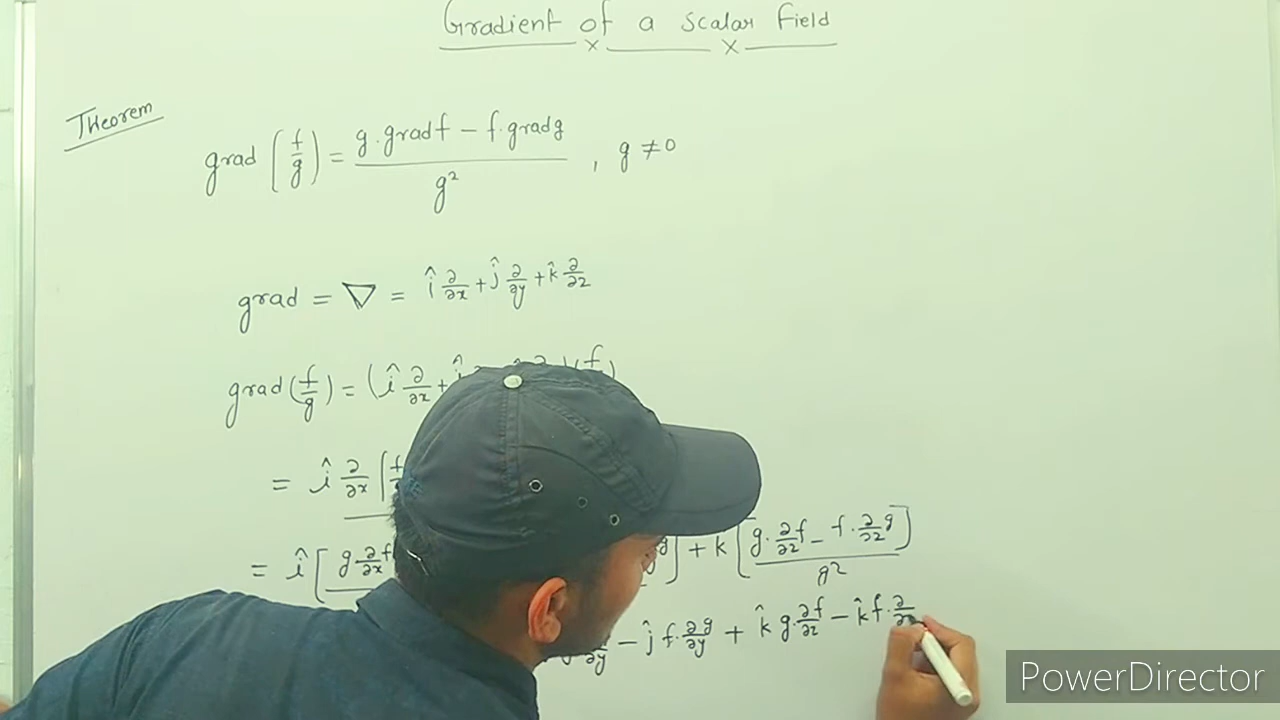 Gradient of a Scalar Field
Theorem
grad (f/g) = (g · grad f − f · grad g) / g² , g ≠ 0
grad = ∇ = î ∂/∂x + ĵ ∂/∂y + k̂ ∂/∂z
grad (f/g) = (î ∂/∂x +
= î ∂/∂x
= î [g · ∂/∂x f g] + k [(g · ∂/∂z f − f · ∂/∂z g) / g²]
∂y − ĵ f · ∂g/∂y + k̂ g · ∂f/∂z − k̂ f · ∂
PowerDirector